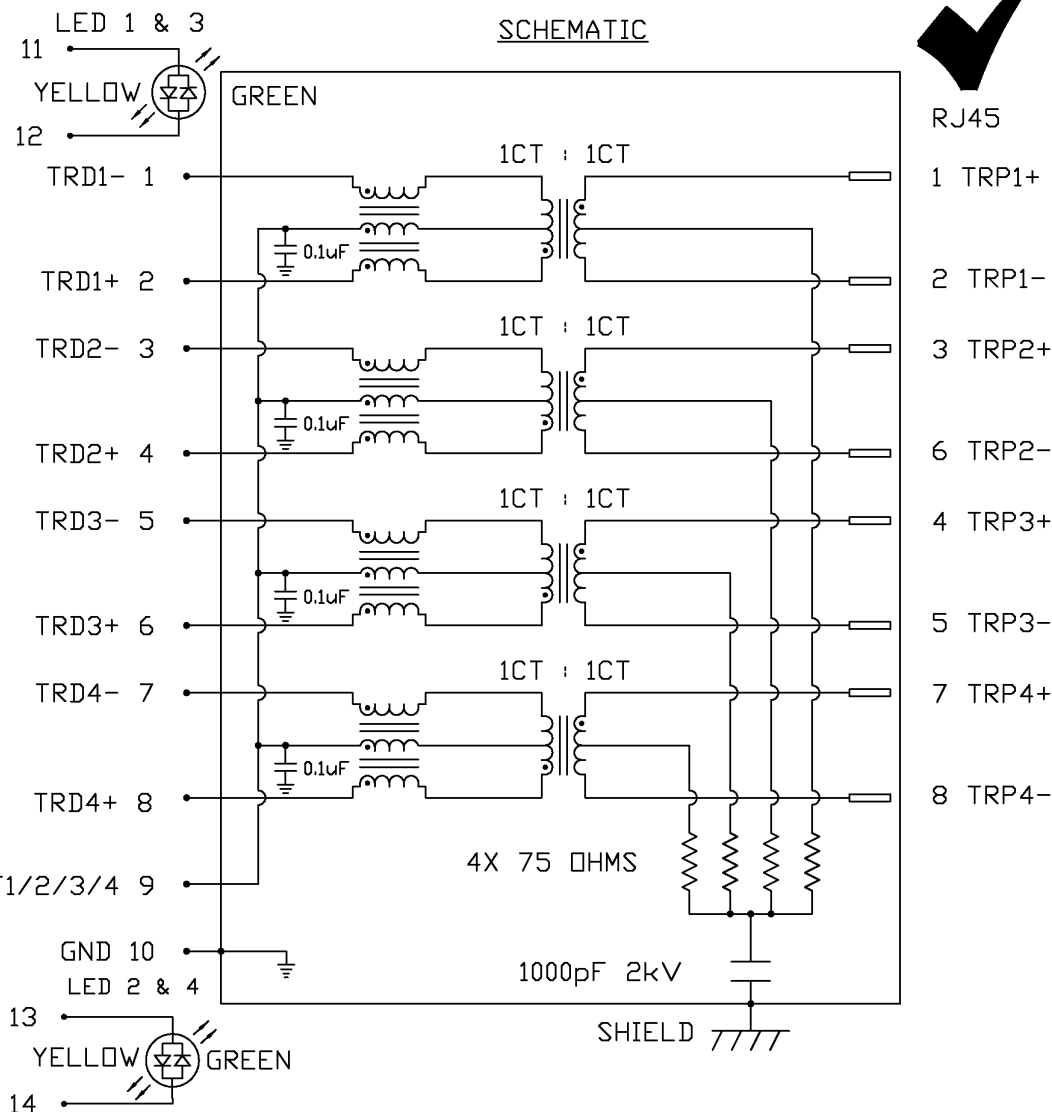 LED 1 & 3
SCHEMATIC
11
YELLOW
GREEN
12
RJ45
1CT : 1CT
TRD1- 1
1 TRP1+
0.1uF
TRD1+ 2
2 TRP1-
1CT : 1CT
TRD2- 3
3 TRP2+
0.1uF
TRD2+ 4
6 TRP2-
1CT : 1CT
TRD3- 5
4 TRP3+
0.1uF
TRD3+ 6
5 TRP3-
1CT : 1CT
TRD4- 7
7 TRP4+
0.1uF
TRD4+ 8
8 TRP4-
4X 75 OHMS
1/2/3/4 9
GND 10
1000pF 2kV
LED 2 & 4
13
SHIELD
YELLOW
GREEN
14